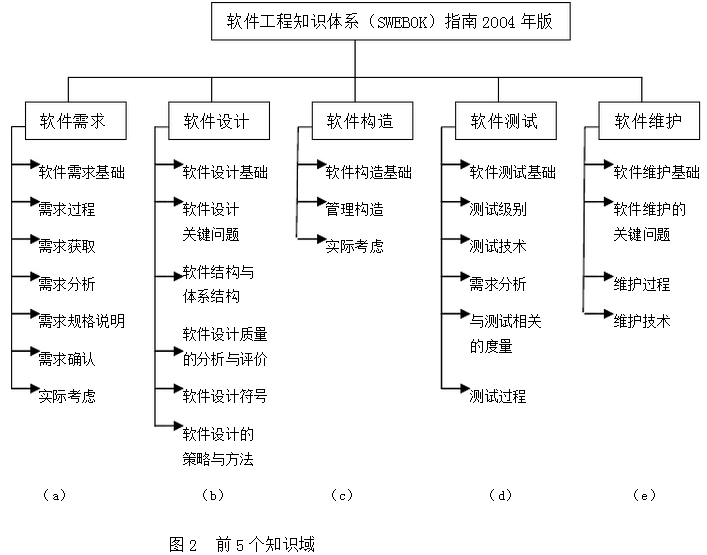 软件工程知识体系（SWEBOK）指南2004年版
软件需求
软件需求基础
需求过程
需求获取
需求分析
需求规格说明
需求确认
实际考虑
（a）
软件设计
软件设计基础
软件设计
关键问题
软件结构与
体系结构
软件设计质量
的分析与评价
软件设计符号
软件设计的
策略与方法
（b）
软件构造
软件构造基础
管理构造
实际考虑
（c）
软件测试
软件测试基础
测试级别
测试技术
需求分析
与测试相关
的度量
测试过程
（d）
软件维护
软件维护基础
软件维护的
关键问题
维护过程
维护技术
（e）
图2 前5个知识域